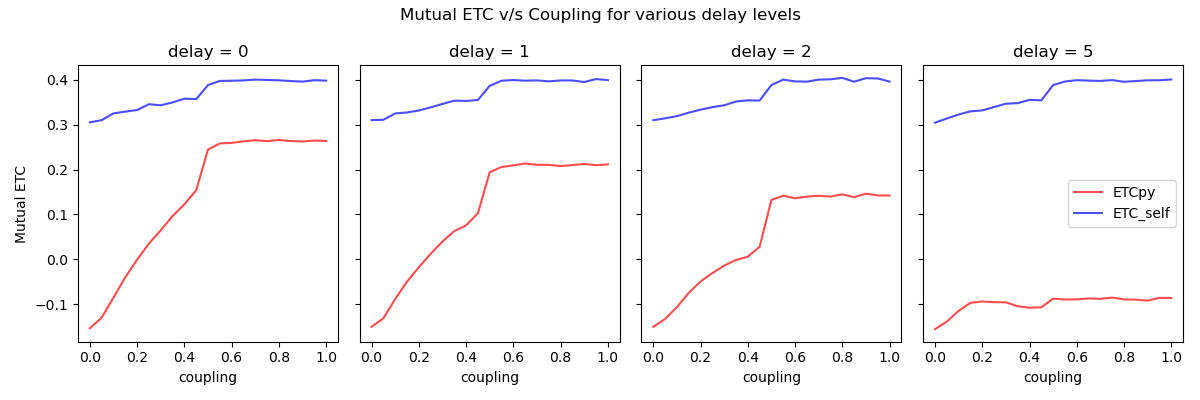 Mutual ETC v/s Coupling for various delay levels
delay = 0
delay = 1
delay = 2
delay = 5
Mutual ETC
0.4
0.3
0.2
0.1
0.0
−0.1
ETCpy
ETC_self
0.0 0.2 0.4 0.6 0.8 1.0
0.0 0.2 0.4 0.6 0.8 1.0
0.0 0.2 0.4 0.6 0.8 1.0
0.0 0.2 0.4 0.6 0.8 1.0
coupling
coupling
coupling
coupling